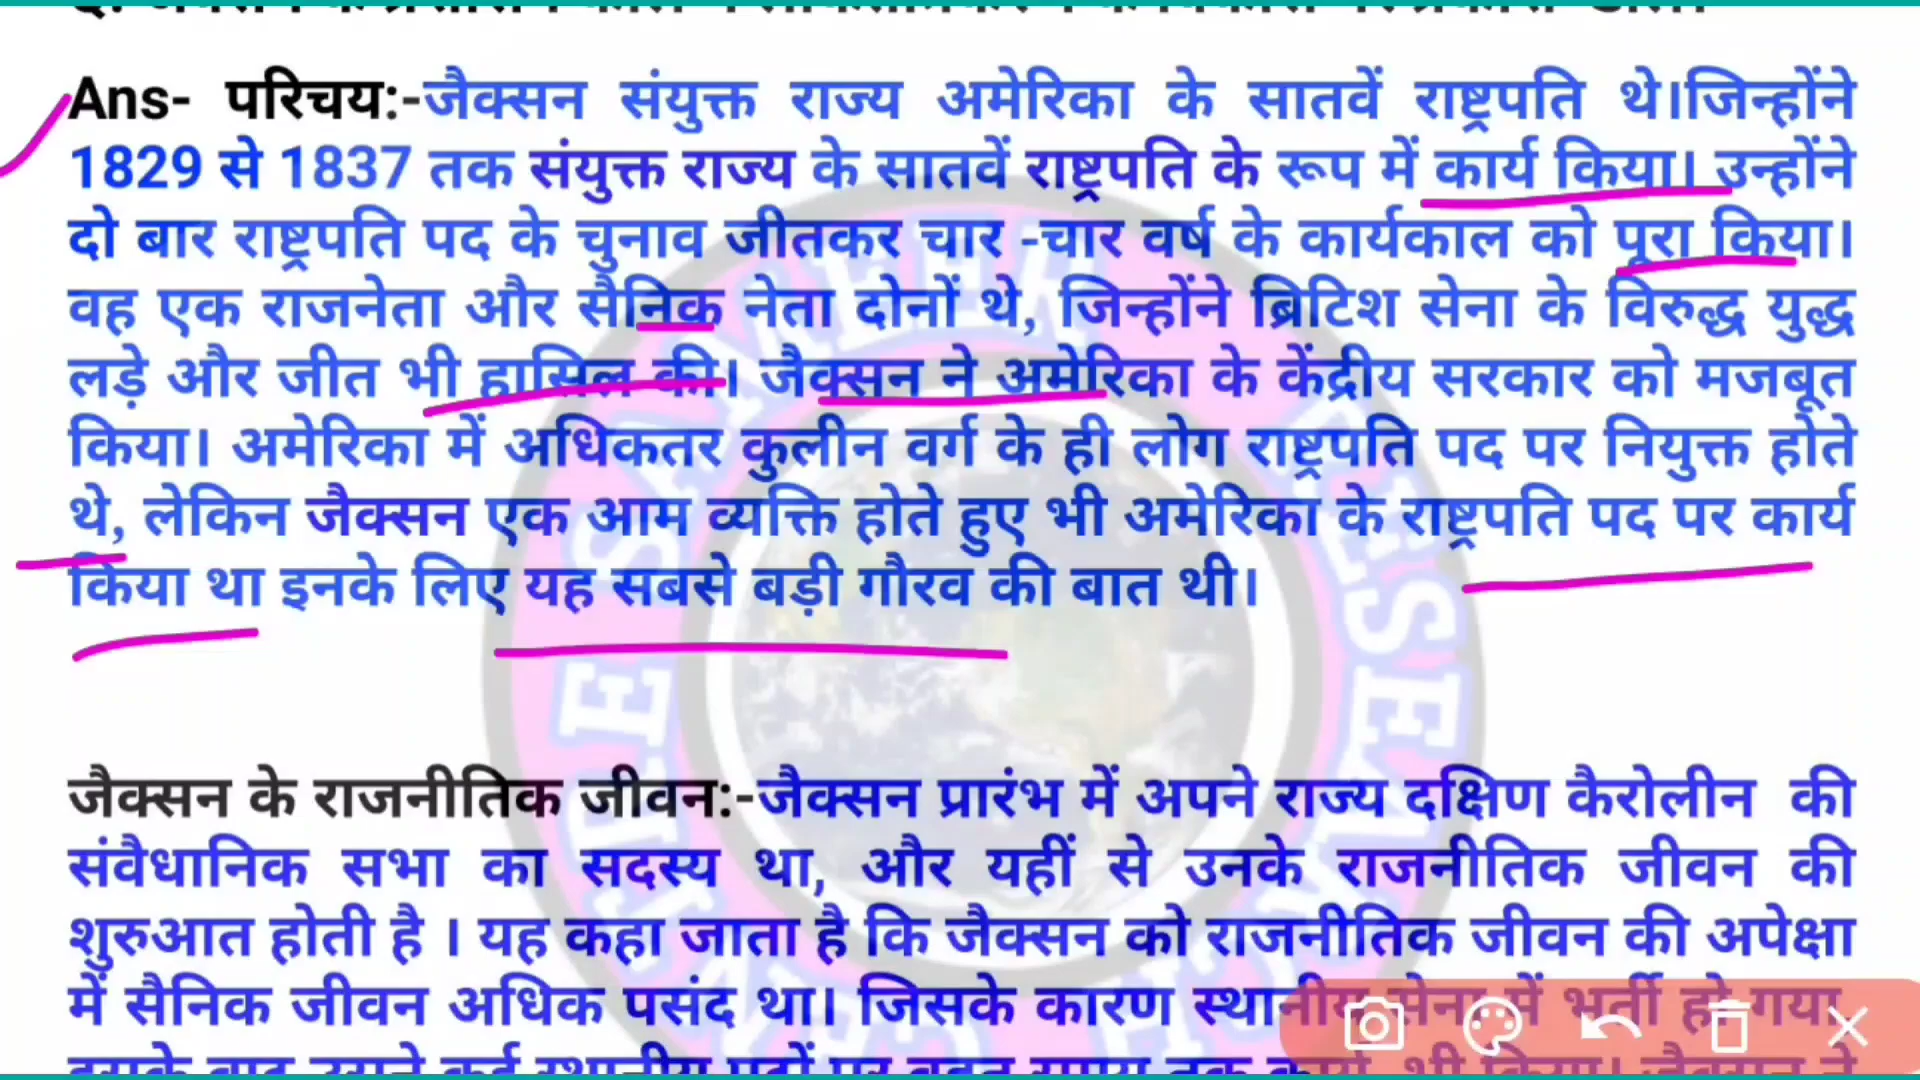 Ans- परिचय:-जैक्सन संयुक्त राज्य अमेरिका के सातवें राष्ट्रपति थे।जिन्होंने
1829 से 1837 तक संयुक्त राज्य के सातवें राष्ट्रपति के रूप में कार्य किया। उन्होंने
दो बार राष्ट्रपति पद के चुनाव जीतकर चार -चार वर्ष के कार्यकाल को पूरा किया।
वह एक राजनेता और सैनिक नेता दोनों थे, जिन्होंने ब्रिटिश सेना के विरुद्ध युद्ध
लड़े और जीत भी हासिल की। जैक्सन ने अमेरिका के केंद्रीय सरकार को मजबूत
किया। अमेरिका में अधिकतर कुलीन वर्ग के ही लोग राष्ट्रपति पद पर नियुक्त होते
थे, लेकिन जैक्सन एक आम व्यक्ति होते हुए भी अमेरिका के राष्ट्रपति पद पर कार्य
किया था इनके लिए यह सबसे बड़ी गौरव की बात थी।
जैक्सन के राजनीतिक जीवन:-जैक्सन प्रारंभ में अपने राज्य दक्षिण कैरोलीन की
संवैधानिक सभा का सदस्य था, और यहीं से उनके राजनीतिक जीवन की
शुरुआत होती है । यह कहा जाता है कि जैक्सन को राजनीतिक जीवन की अपेक्षा
में सैनिक जीवन अधिक पसंद था। जिसके कारण स्थानीय सेना में भर्ती हो गया